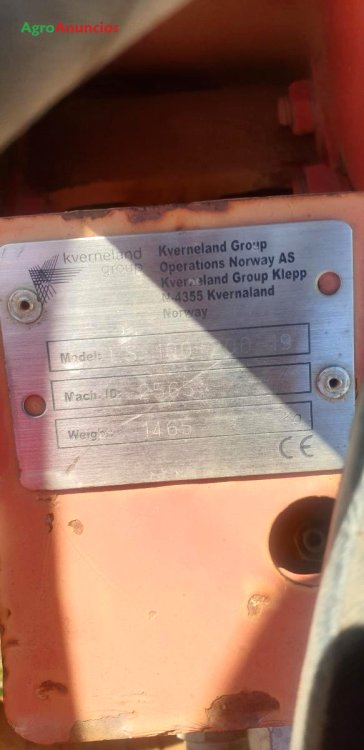 AgroAnuncios
kverneland
group
Kverneland Group
Operations Norway AS
Kverneland Group Klepp
N-4355 Kvernaland
Norway
Model:
Mach. ID:
Weight: 1465 kg
CE